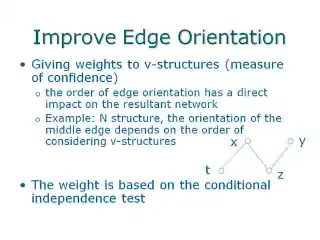 Improve Edge Orientation
• Giving weights to v-structures (measure
of confidence)
o the order of edge orientation has a direct
impact on the resultant network
o Example: N structure, the orientation of the
middle edge depends on the order of
considering v-structures
x
y
t
z
• The weight is based on the conditional
independence test